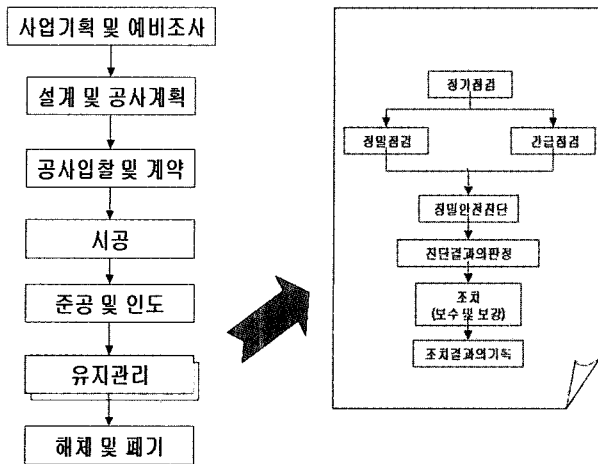 사업기획 및 예비조사
설계 및 공사계획
공사입찰 및 계약
시공
준공 및 인도
유지관리
해체 및 폐기
정기점검
정밀점검
긴급점검
정밀안전진단
진단결과의판정
조치
(보수 및 보강)
조치결과의기록